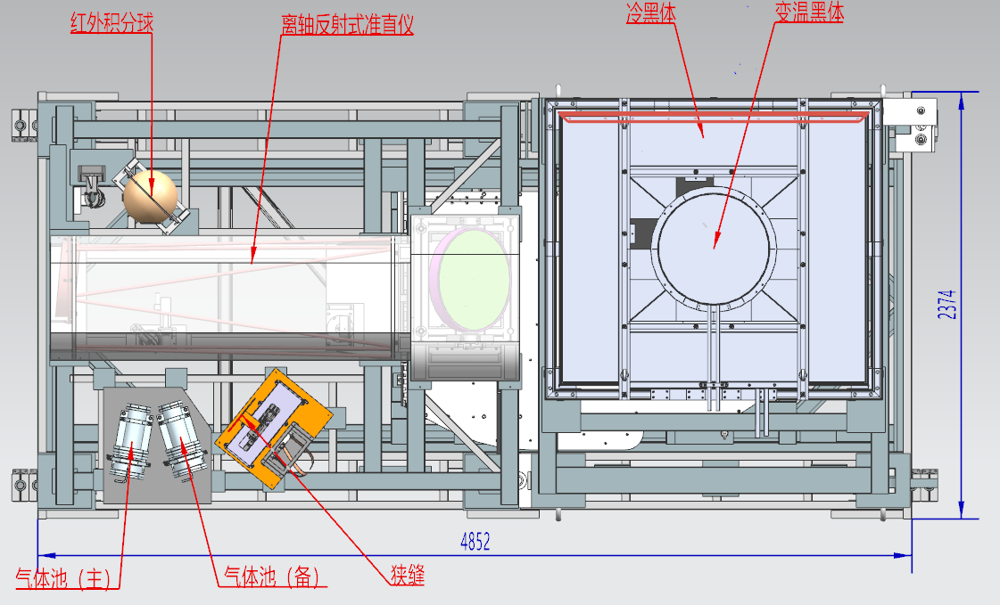 红外积分球
离轴反射式准直仪
冷黑体
变温黑体
2374
4852
气体池（主）
气体池（备）
狭缝